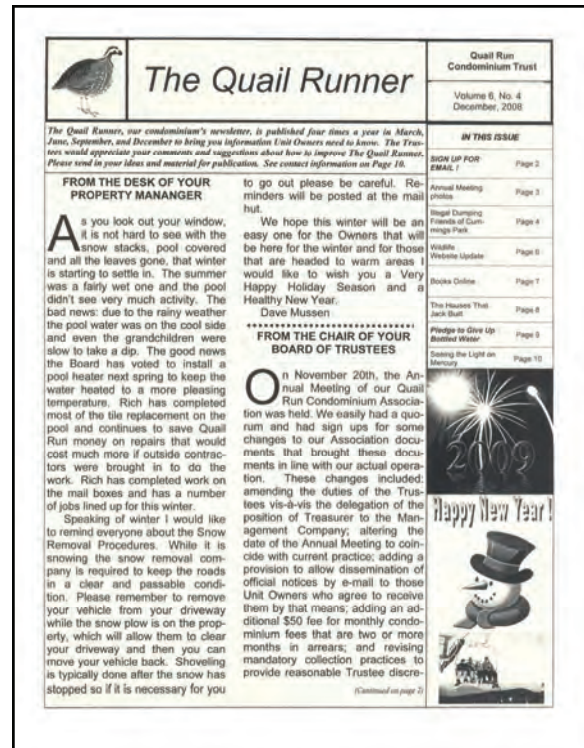 The Quail Runner
Quail Run
Condominium Trust
Volume 6, No. 4
December, 2008
The Quail Runner, our condominium's newsletter, is published four times a year in March,
June, September, and December to bring you information Unit Owners need to know. The Trus-
tees would appreciate your comments and suggestions about how to improve The Quail Runner.
Please send in your ideas and material for publication. See contact information on Page 10.
FROM THE DESK OF YOUR
PROPERTY MANANGER
As you look out your window,
it is not hard to see with the
snow stacks, pool covered
and all the leaves gone, that winter
is starting to settle in. The summer
was a fairly wet one and the pool
didn't see very much activity. The
bad news: due to the rainy weather
the pool water was on the cool side
and even the grandchildren were
slow to take a dip. The good news
the Board has voted to install a
pool heater next spring to keep the
water heated to a more pleasing
temperature. Rich has completed
most of the tile replacement on the
pool and continues to save Quail
Run money on repairs that would
cost much more if outside contrac-
tors were brought in to do the
work. Rich has completed work on
the mail boxes and has a number
of jobs lined up for this winter.
Speaking of winter I would like
to remind everyone about the Snow
Removal Procedures. While it is
snowing the snow removal com-
pany is required to keep the roads
in a clear and passable condi-
tion. Please remember to remove
your vehicle from your driveway
while the snow plow is on the prop-
erty, which will allow them to clear
your driveway and then you can
move your vehicle back. Shoveling
is typically done after the snow has
stopped so if it is necessary for you
to go out please be careful. Re-
minders will be posted at the mail
hut.
We hope this winter will be an
easy one for the Owners that will
be here for the winter and for those
that are headed to warm areas I
would like to wish you a Very
Happy Holiday Season and a
Healthy New Year.
Dave Mussen
FROM THE CHAIR OF YOUR
BOARD OF TRUSTEES
On November 20th, the An-
nual Meeting of our Quail
Run Condominium Associa-
tion was held. We easily had a quo-
rum and had sign ups for some
changes to our Association docu-
ments that brought these docu-
ments in line with our actual opera-
tion. These changes included:
amending the duties of the Trus-
tees vis-à-vis the delegation of the
position of Treasurer to the Man-
agement Company; altering the
date of the Annual Meeting to coin-
cide with current practice; adding a
provision to allow dissemination of
official notices by e-mail to those
Unit Owners who agree to receive
them by that means; adding an ad-
ditional $50 fee for monthly condo-
minium fees that are two or more
months in arrears; and revising
mandatory collection practices to
provide reasonable Trustee discre-
(Continued on page 2)
IN THIS ISSUE
SIGN UP FOR
EMAIL ! Page 2
Annual Meeting
photos Page 3
Illegal Dumping
Friends of Cum-
mings Park Page 4
Wildlife
Website Update Page 6
Books Online Page 7
The Houses That
Jack Built Page 8
Pledge to Give Up
Bottled Water Page 9
Seeing the Light on
Mercury Page 10
2009
Happy New Year !